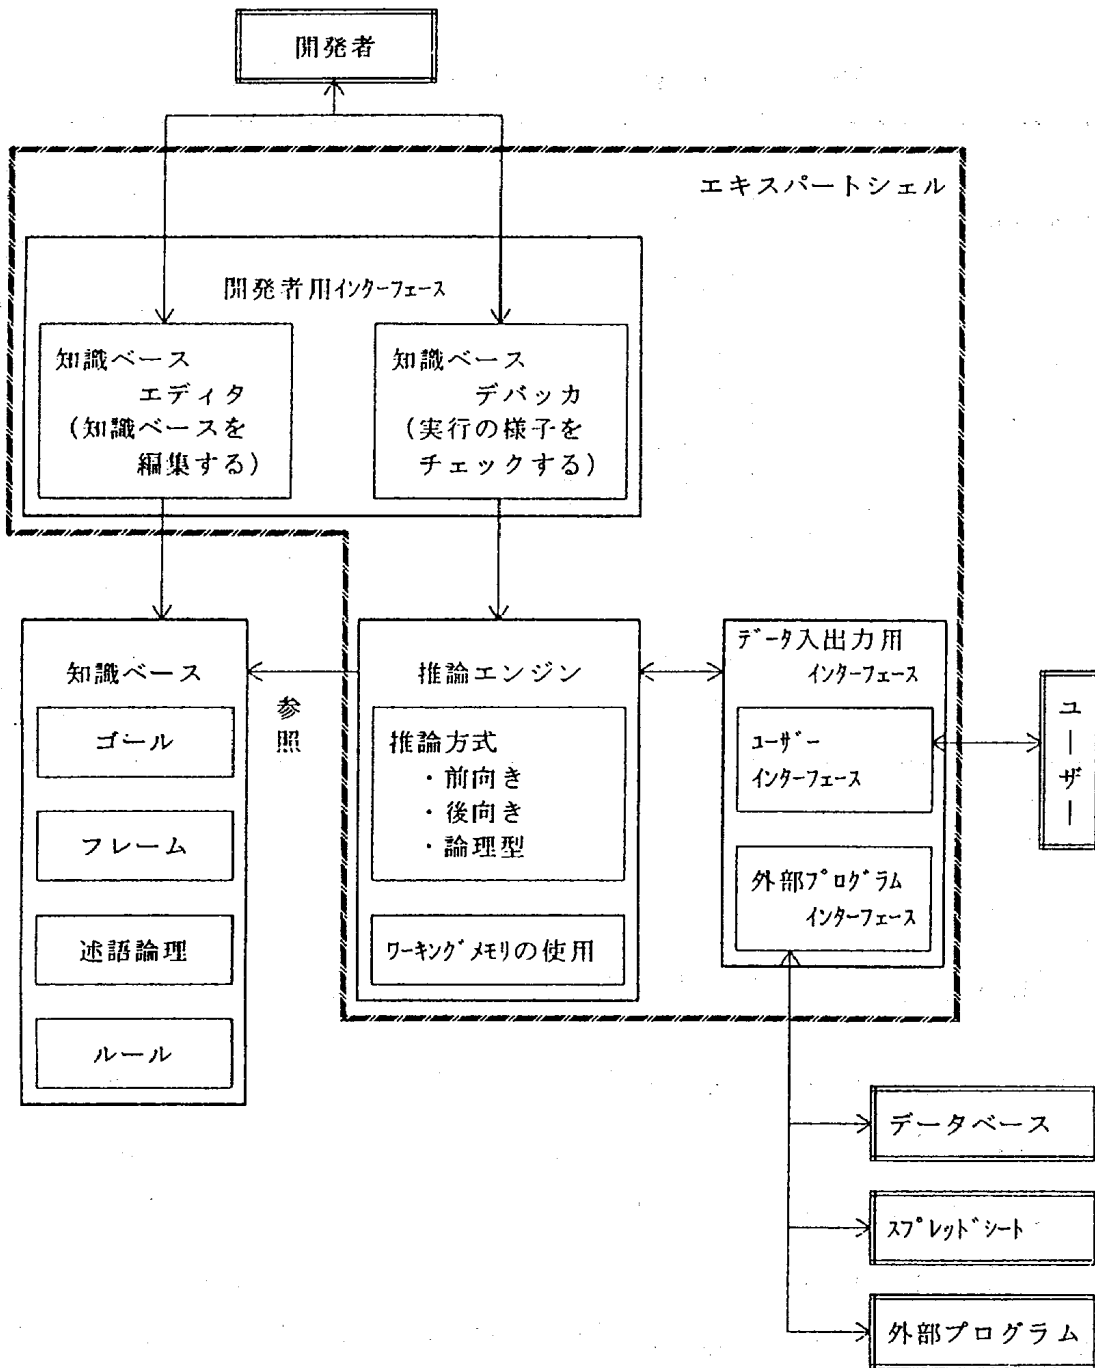 開発者
エキスパートシェル
開発者用インターフェース
知識ベース
エディタ
(知識ベースを
編集する)
知識ベース
デバッカ
(実行の様子を
チェックする)
知識ベース
ゴール
フレーム
述語論理
ルール
参
照
推論エンジン
推論方式
・前向き
・後向き
・論理型
ワーキングメモリの使用
データ入出力用
インターフェース
ユーザー
インターフェース
外部プログラム
インターフェース
ユーザー
データベース
スプレッドシート
外部プログラム